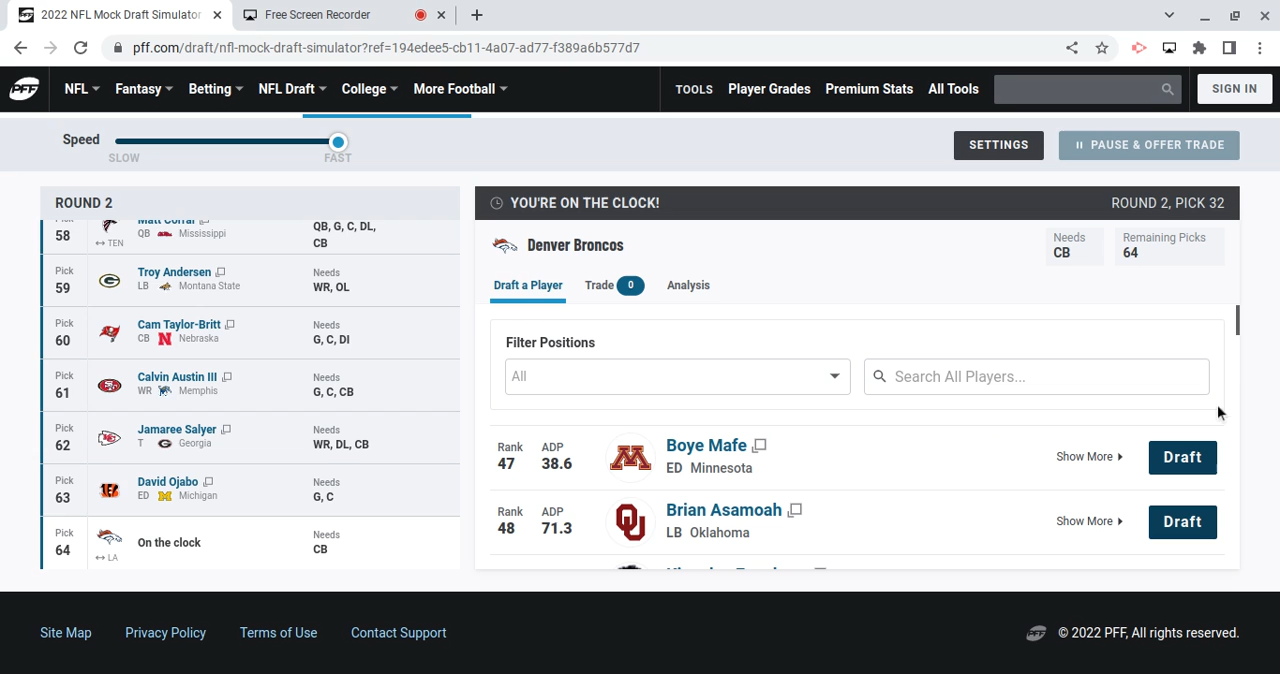 2022 NFL Mock Draft Simulator
Free Screen Recorder
pff.com/draft/nfl-mock-draft-simulator?ref=194edee5-cb11-4a07-ad77-f389a6b577d7
PFF
NFL
Fantasy
Betting
NFL Draft
College
More Football
TOOLS
Player Grades
Premium Stats
All Tools
SIGN IN
Speed
SLOW
FAST
SETTINGS
PAUSE & OFFER TRADE
ROUND 2
Pick
58
TEN
Matt Corral
QB Mississippi
QB, G, C, DL,
CB
Pick
59
Troy Andersen
LB Montana State
Needs
WR, OL
Pick
60
Cam Taylor-Britt
CB Nebraska
Needs
G, C, DI
Pick
61
Calvin Austin III
WR Memphis
Needs
G, C, CB
Pick
62
Jamaree Salyer
T Georgia
Needs
WR, DL, CB
Pick
63
David Ojabo
ED Michigan
Needs
G, C
Pick
64
LA
On the clock
Needs
CB
YOU'RE ON THE CLOCK!
ROUND 2, PICK 32
Denver Broncos
Needs
CB
Remaining Picks
64
Draft a Player
Trade 0
Analysis
Filter Positions
All
Search All Players...
Rank
47
ADP
38.6
Boye Mafe
ED Minnesota
Show More
Draft
Rank
48
ADP
71.3
Brian Asamoah
LB Oklahoma
Show More
Draft
Site Map
Privacy Policy
Terms of Use
Contact Support
PFF
© 2022 PFF, All rights reserved.